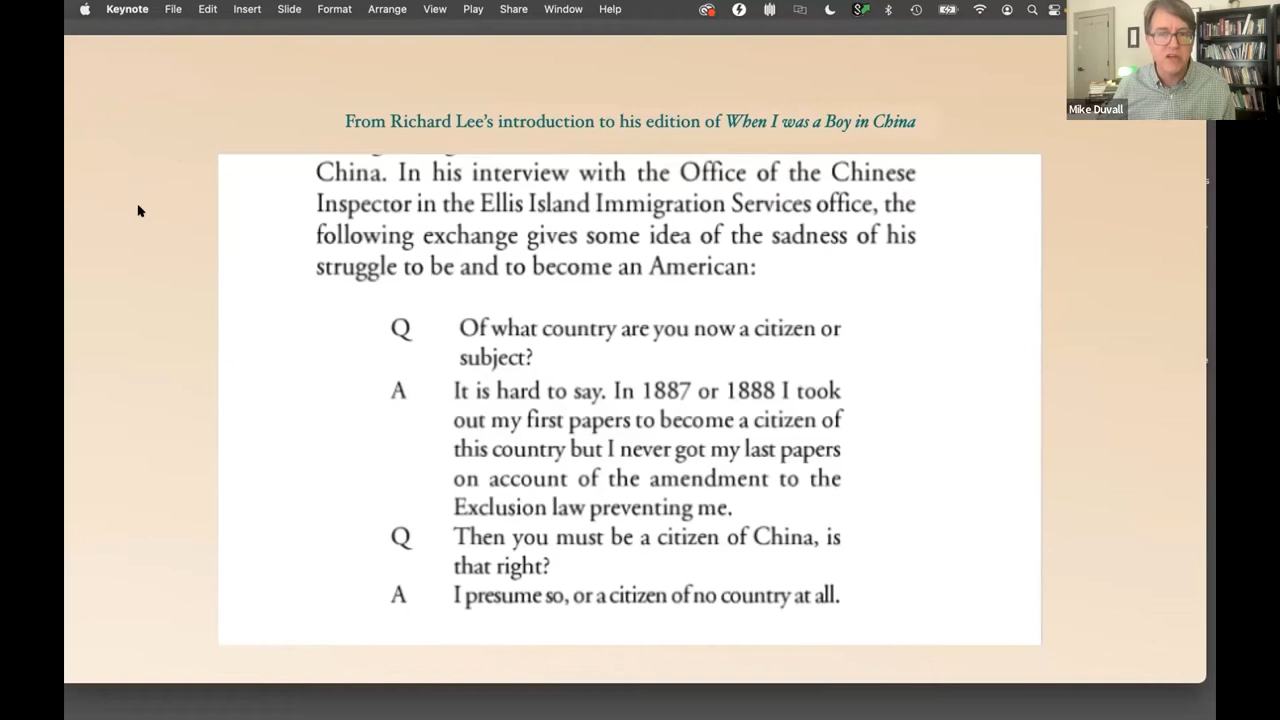 Keynote File Edit Insert Slide Format Arrange View Play Share Window Help
Mike Duvall
From Richard Lee's introduction to his edition of When I was a Boy in China
China. In his interview with the Office of the Chinese
Inspector in the Ellis Island Immigration Services office, the
following exchange gives some idea of the sadness of his
struggle to be and to become an American:
Q Of what country are you now a citizen or
subject?
A It is hard to say. In 1887 or 1888 I took
out my first papers to become a citizen of
this country but I never got my last papers
on account of the amendment to the
Exclusion law preventing me.
Q Then you must be a citizen of China, is
that right?
A I presume so, or a citizen of no country at all.